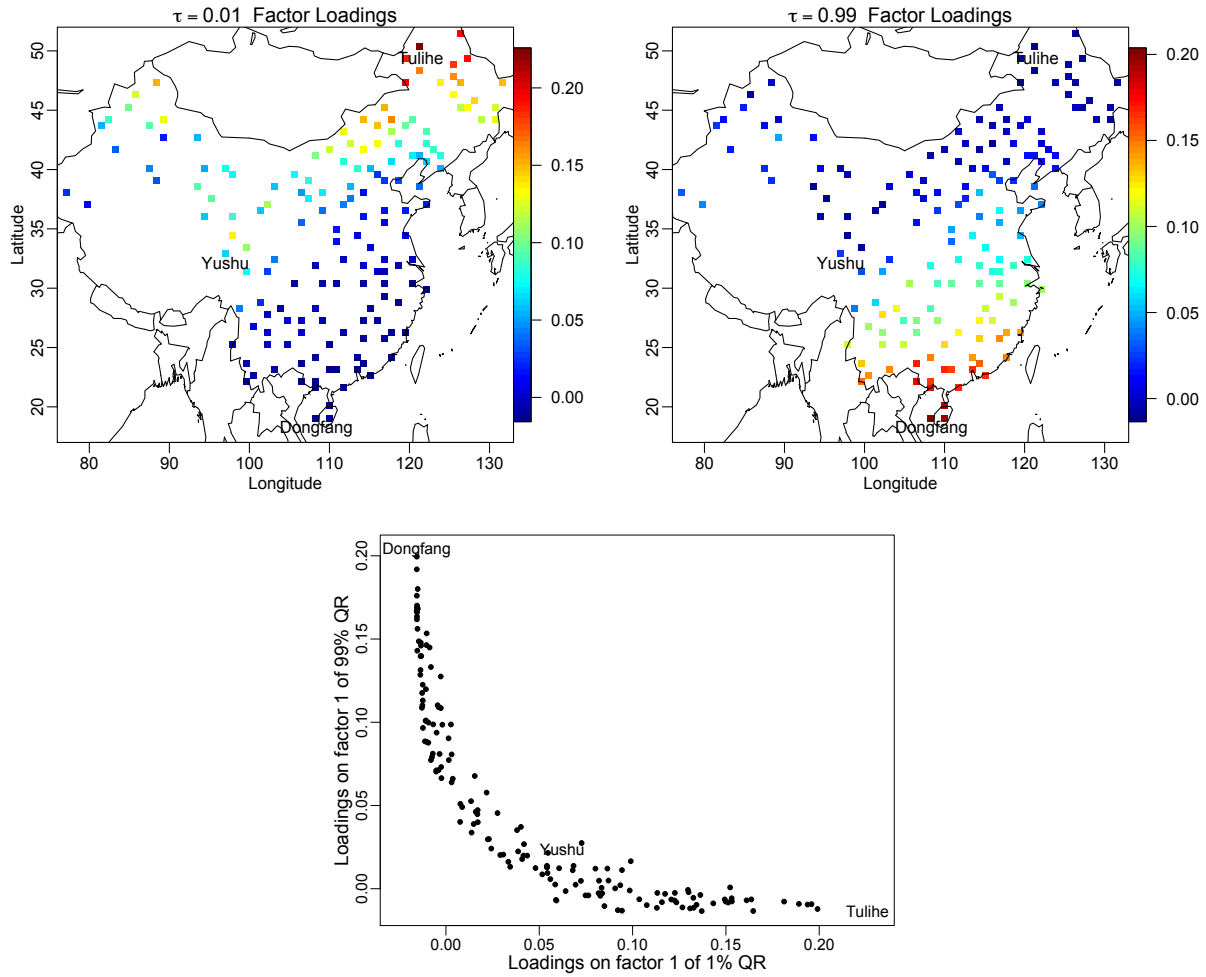 τ = 0.01 Factor Loadings
Latitude
50
45
40
35
30
25
20
Tulihe
Yushu
Dongfang
0.20
0.15
0.10
0.05
0.00
80 90 100 110 120 130
Longitude
τ = 0.99 Factor Loadings
Latitude
50
45
40
35
30
25
20
Tulihe
Yushu
Dongfang
0.20
0.15
0.10
0.05
0.00
80 90 100 110 120 130
Longitude
Loadings on factor 1 of 99% QR
0.20
0.15
0.10
0.05
0.00
Dongfang
Yushu
Tulihe
0.00 0.05 0.10 0.15 0.20
Loadings on factor 1 of 1% QR